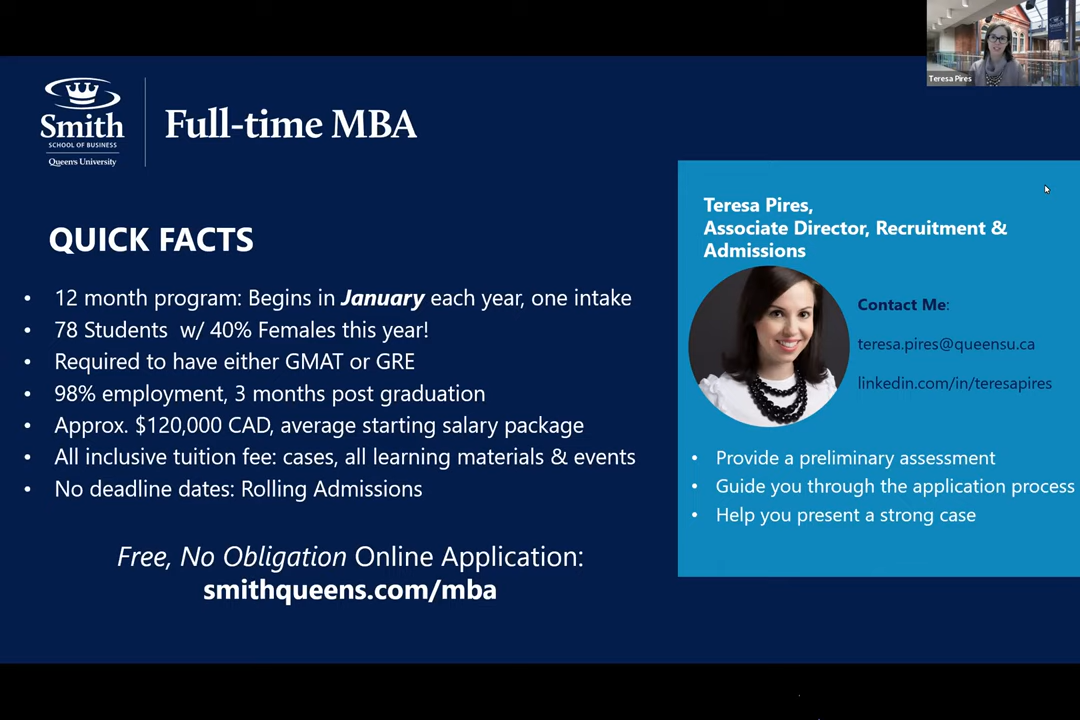 Teresa Pires
Smith
SCHOOL OF BUSINESS
Queen's University
Full-time MBA
QUICK FACTS
• 12 month program: Begins in January each year, one intake
• 78 Students w/ 40% Females this year!
• Required to have either GMAT or GRE
• 98% employment, 3 months post graduation
• Approx. $120,000 CAD, average starting salary package
• All inclusive tuition fee: cases, all learning materials & events
• No deadline dates: Rolling Admissions
Free, No Obligation Online Application:
smithqueens.com/mba
Teresa Pires,
Associate Director, Recruitment &
Admissions
Contact Me:
teresa.pires@queensu.ca
linkedin.com/in/teresapires
• Provide a preliminary assessment
• Guide you through the application process
• Help you present a strong case